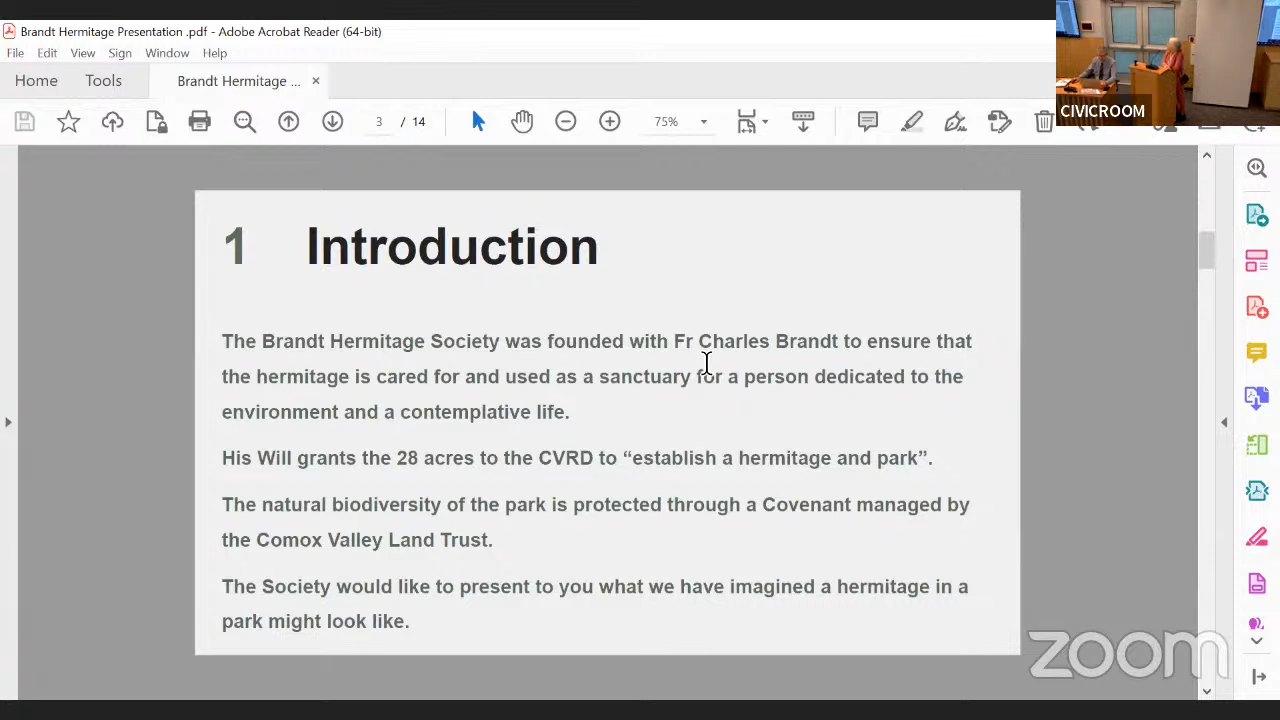 Brandt Hermitage Presentation .pdf - Adobe Acrobat Reader (64-bit)
File Edit View Sign Window Help
Home Tools Brandt Hermitage ... ×
3 / 14 75%
CIVICROOM
1 Introduction
The Brandt Hermitage Society was founded with Fr Charles Brandt to ensure that
the hermitage is cared for and used as a sanctuary for a person dedicated to the
environment and a contemplative life.
His Will grants the 28 acres to the CVRD to “establish a hermitage and park”.
The natural biodiversity of the park is protected through a Covenant managed by
the Comox Valley Land Trust.
The Society would like to present to you what we have imagined a hermitage in a
park might look like.
zoom